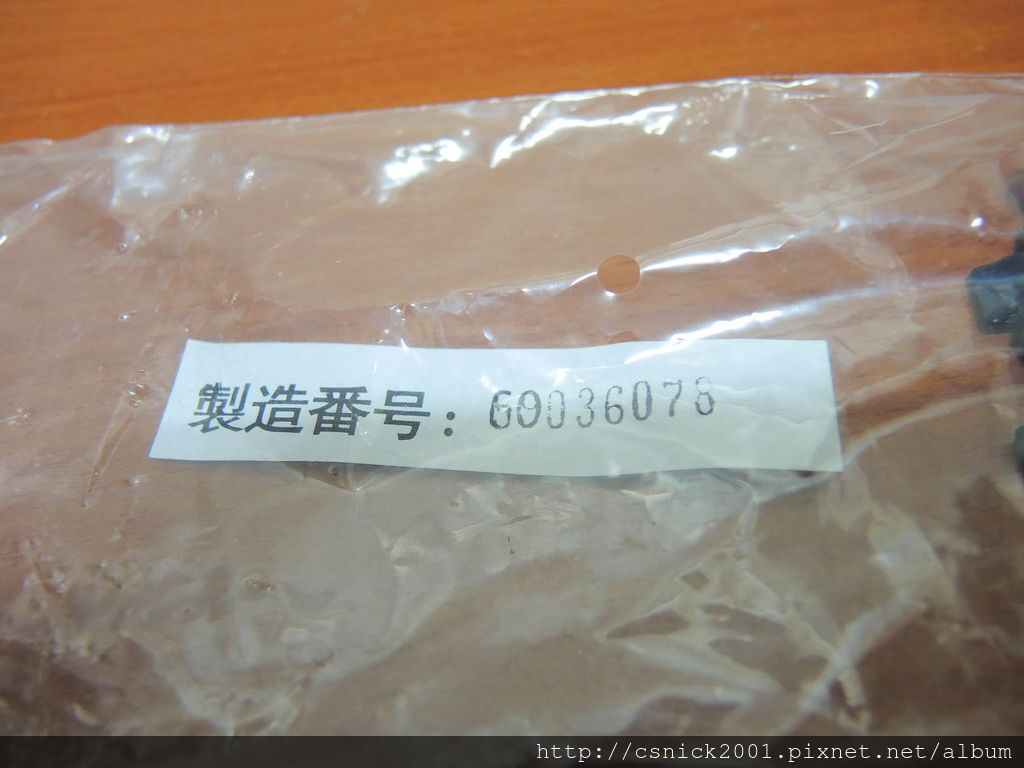 製造番号：60036078
http://csnick2001.pixnet.net/album